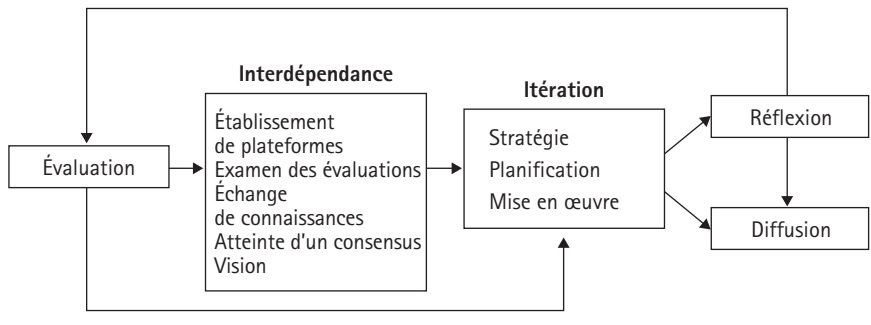 Évaluation
Interdépendance
Établissement
de plateformes
Examen des évaluations
Échange
de connaissances
Atteinte d'un consensus
Vision
Itération
Stratégie
Planification
Mise en œuvre
Réflexion
Diffusion